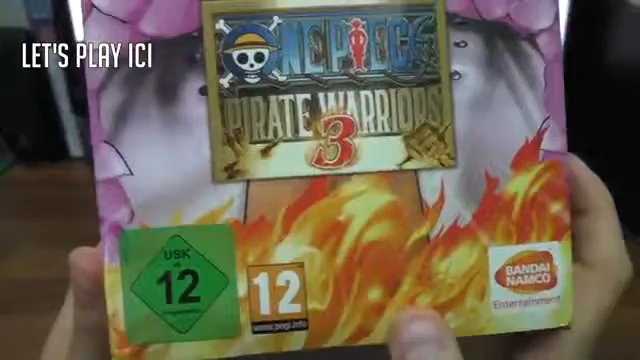 LET'S PLAY ICI
ONE PIECE
PIRATE WARRIORS
3
USK
ab
12
12
www.pegi.info
BANDAI
NAMCO
Entertainment